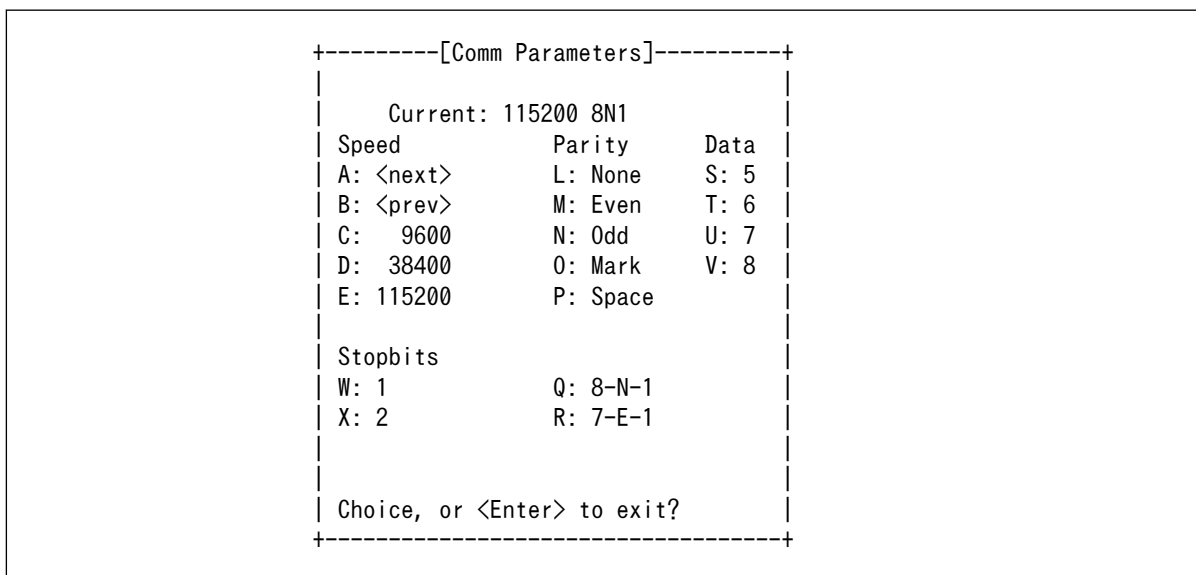 +---------[Comm Parameters]----------+
| |
| Current: 115200 8N1 |
| Speed Parity Data |
| A: <next> L: None S: 5 |
| B: <prev> M: Even T: 6 |
| C: 9600 N: Odd U: 7 |
| D: 38400 O: Mark V: 8 |
| E: 115200 P: Space |
| |
| Stopbits |
| W: 1 Q: 8-N-1 |
| X: 2 R: 7-E-1 |
| |
| |
| Choice, or <Enter> to exit? |
+------------------------------------+